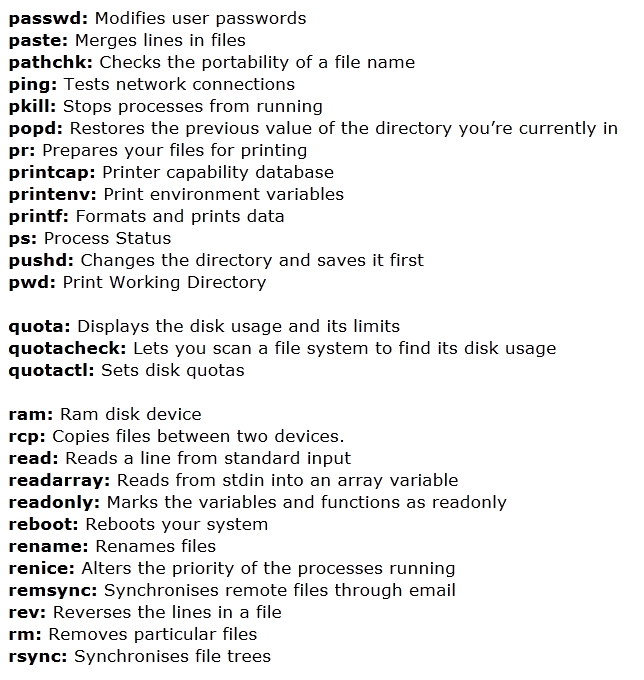 passwd: Modifies user passwords
paste: Merges lines in files
pathchk: Checks the portability of a file name
ping: Tests network connections
pkill: Stops processes from running
popd: Restores the previous value of the directory you’re currently in
pr: Prepares your files for printing
printcap: Printer capability database
printenv: Print environment variables
printf: Formats and prints data
ps: Process Status
pushd: Changes the directory and saves it first
pwd: Print Working Directory
quota: Displays the disk usage and its limits
quotacheck: Lets you scan a file system to find its disk usage
quotactl: Sets disk quotas
ram: Ram disk device
rcp: Copies files between two devices.
read: Reads a line from standard input
readarray: Reads from stdin into an array variable
readonly: Marks the variables and functions as readonly
reboot: Reboots your system
rename: Renames files
renice: Alters the priority of the processes running
remsync: Synchronises remote files through email
rev: Reverses the lines in a file
rm: Removes particular files
rsync: Synchronises file trees